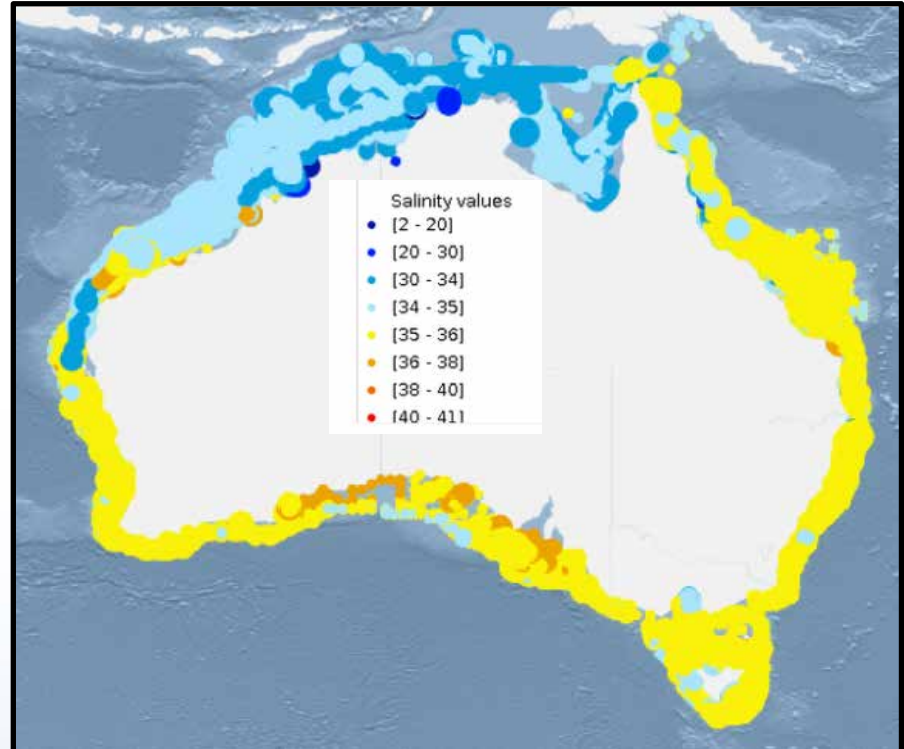 Salinity values
[2 - 20]
[20 - 30]
[30 - 34]
[34 - 35]
[35 - 36]
[36 - 38]
[38 - 40]
[40 - 41]